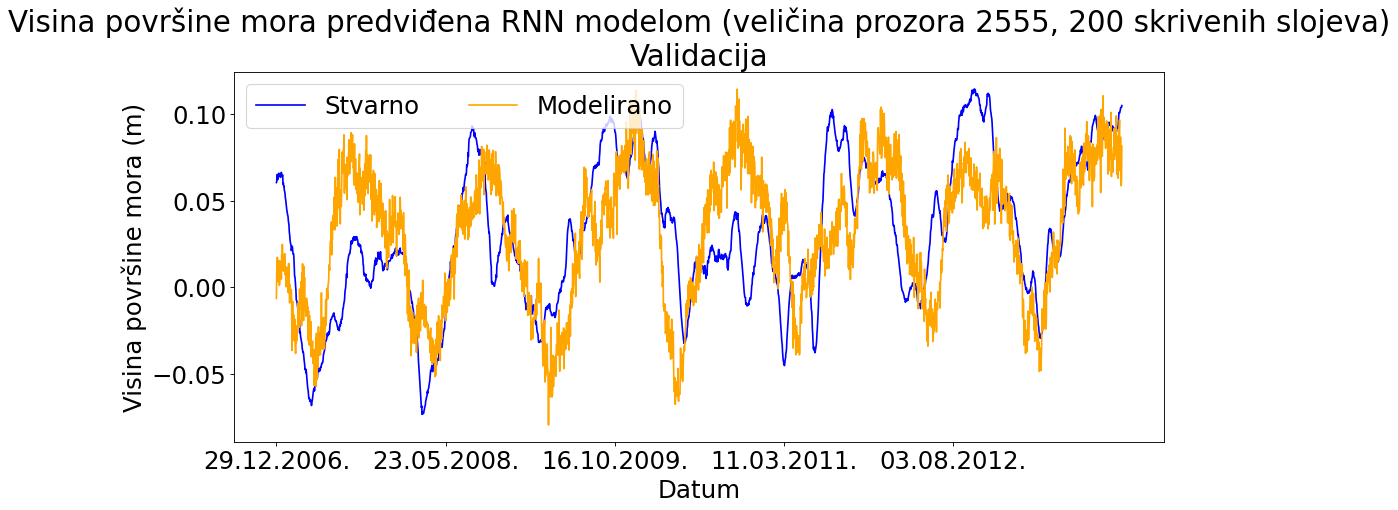 Visina površine mora predviđena RNN modelom (veličina prozora 2555, 200 skrivenih slojeva)
Validacija
Stvarno
Modelirano
Visina površine mora (m)
0.10
0.05
0.00
−0.05
29.12.2006.
23.05.2008.
16.10.2009.
11.03.2011.
03.08.2012.
Datum